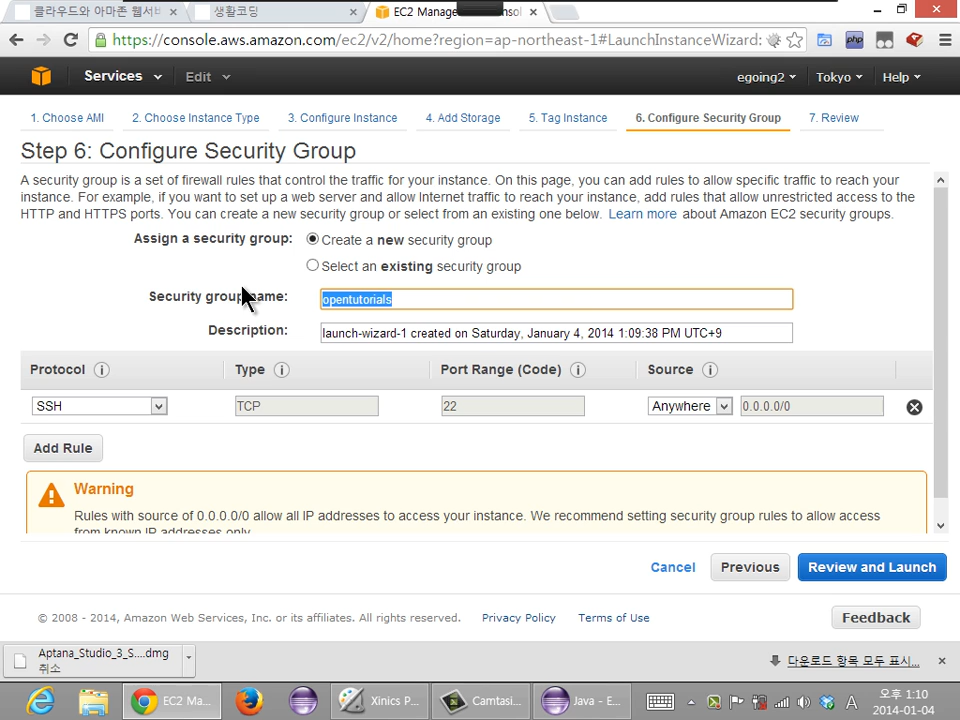 클라우드와 아마존 웹서비
생활코딩
EC2 Manage
nsol
https://console.aws.amazon.com/ec2/v2/home?region=ap-northeast-1#LaunchInstanceWizard:
php
Services
Edit
egoing2
Tokyo
Help
1. Choose AMI
2. Choose Instance Type
3. Configure Instance
4. Add Storage
5. Tag Instance
6. Configure Security Group
7. Review
Step 6: Configure Security Group
A security group is a set of firewall rules that control the traffic for your instance. On this page, you can add rules to allow specific traffic to reach your
instance. For example, if you want to set up a web server and allow Internet traffic to reach your instance, add rules that allow unrestricted access to the
HTTP and HTTPS ports. You can create a new security group or select from an existing one below. Learn more about Amazon EC2 security groups.
Assign a security group:
Create a new security group
Select an existing security group
Security group name:
opentutorials
Description:
launch-wizard-1 created on Saturday, January 4, 2014 1:09:38 PM UTC+9
Protocol i
Type i
Port Range (Code) i
Source i
SSH
TCP
22
Anywhere
0.0.0.0/0
Add Rule
Warning
Rules with source of 0.0.0.0/0 allow all IP addresses to access your instance. We recommend setting security group rules to allow access
from known IP addresses only.
Cancel
Previous
Review and Launch
© 2008 - 2014, Amazon Web Services, Inc. or its affiliates. All rights reserved.
Privacy Policy
Terms of Use
Feedback
Aptana_Studio_3_S....dmg
취소
다운로드 항목 모두 표시...
EC2 Ma...
Xinics P...
Camtasi...
Java - E...
A
오후 1:10
2014-01-04